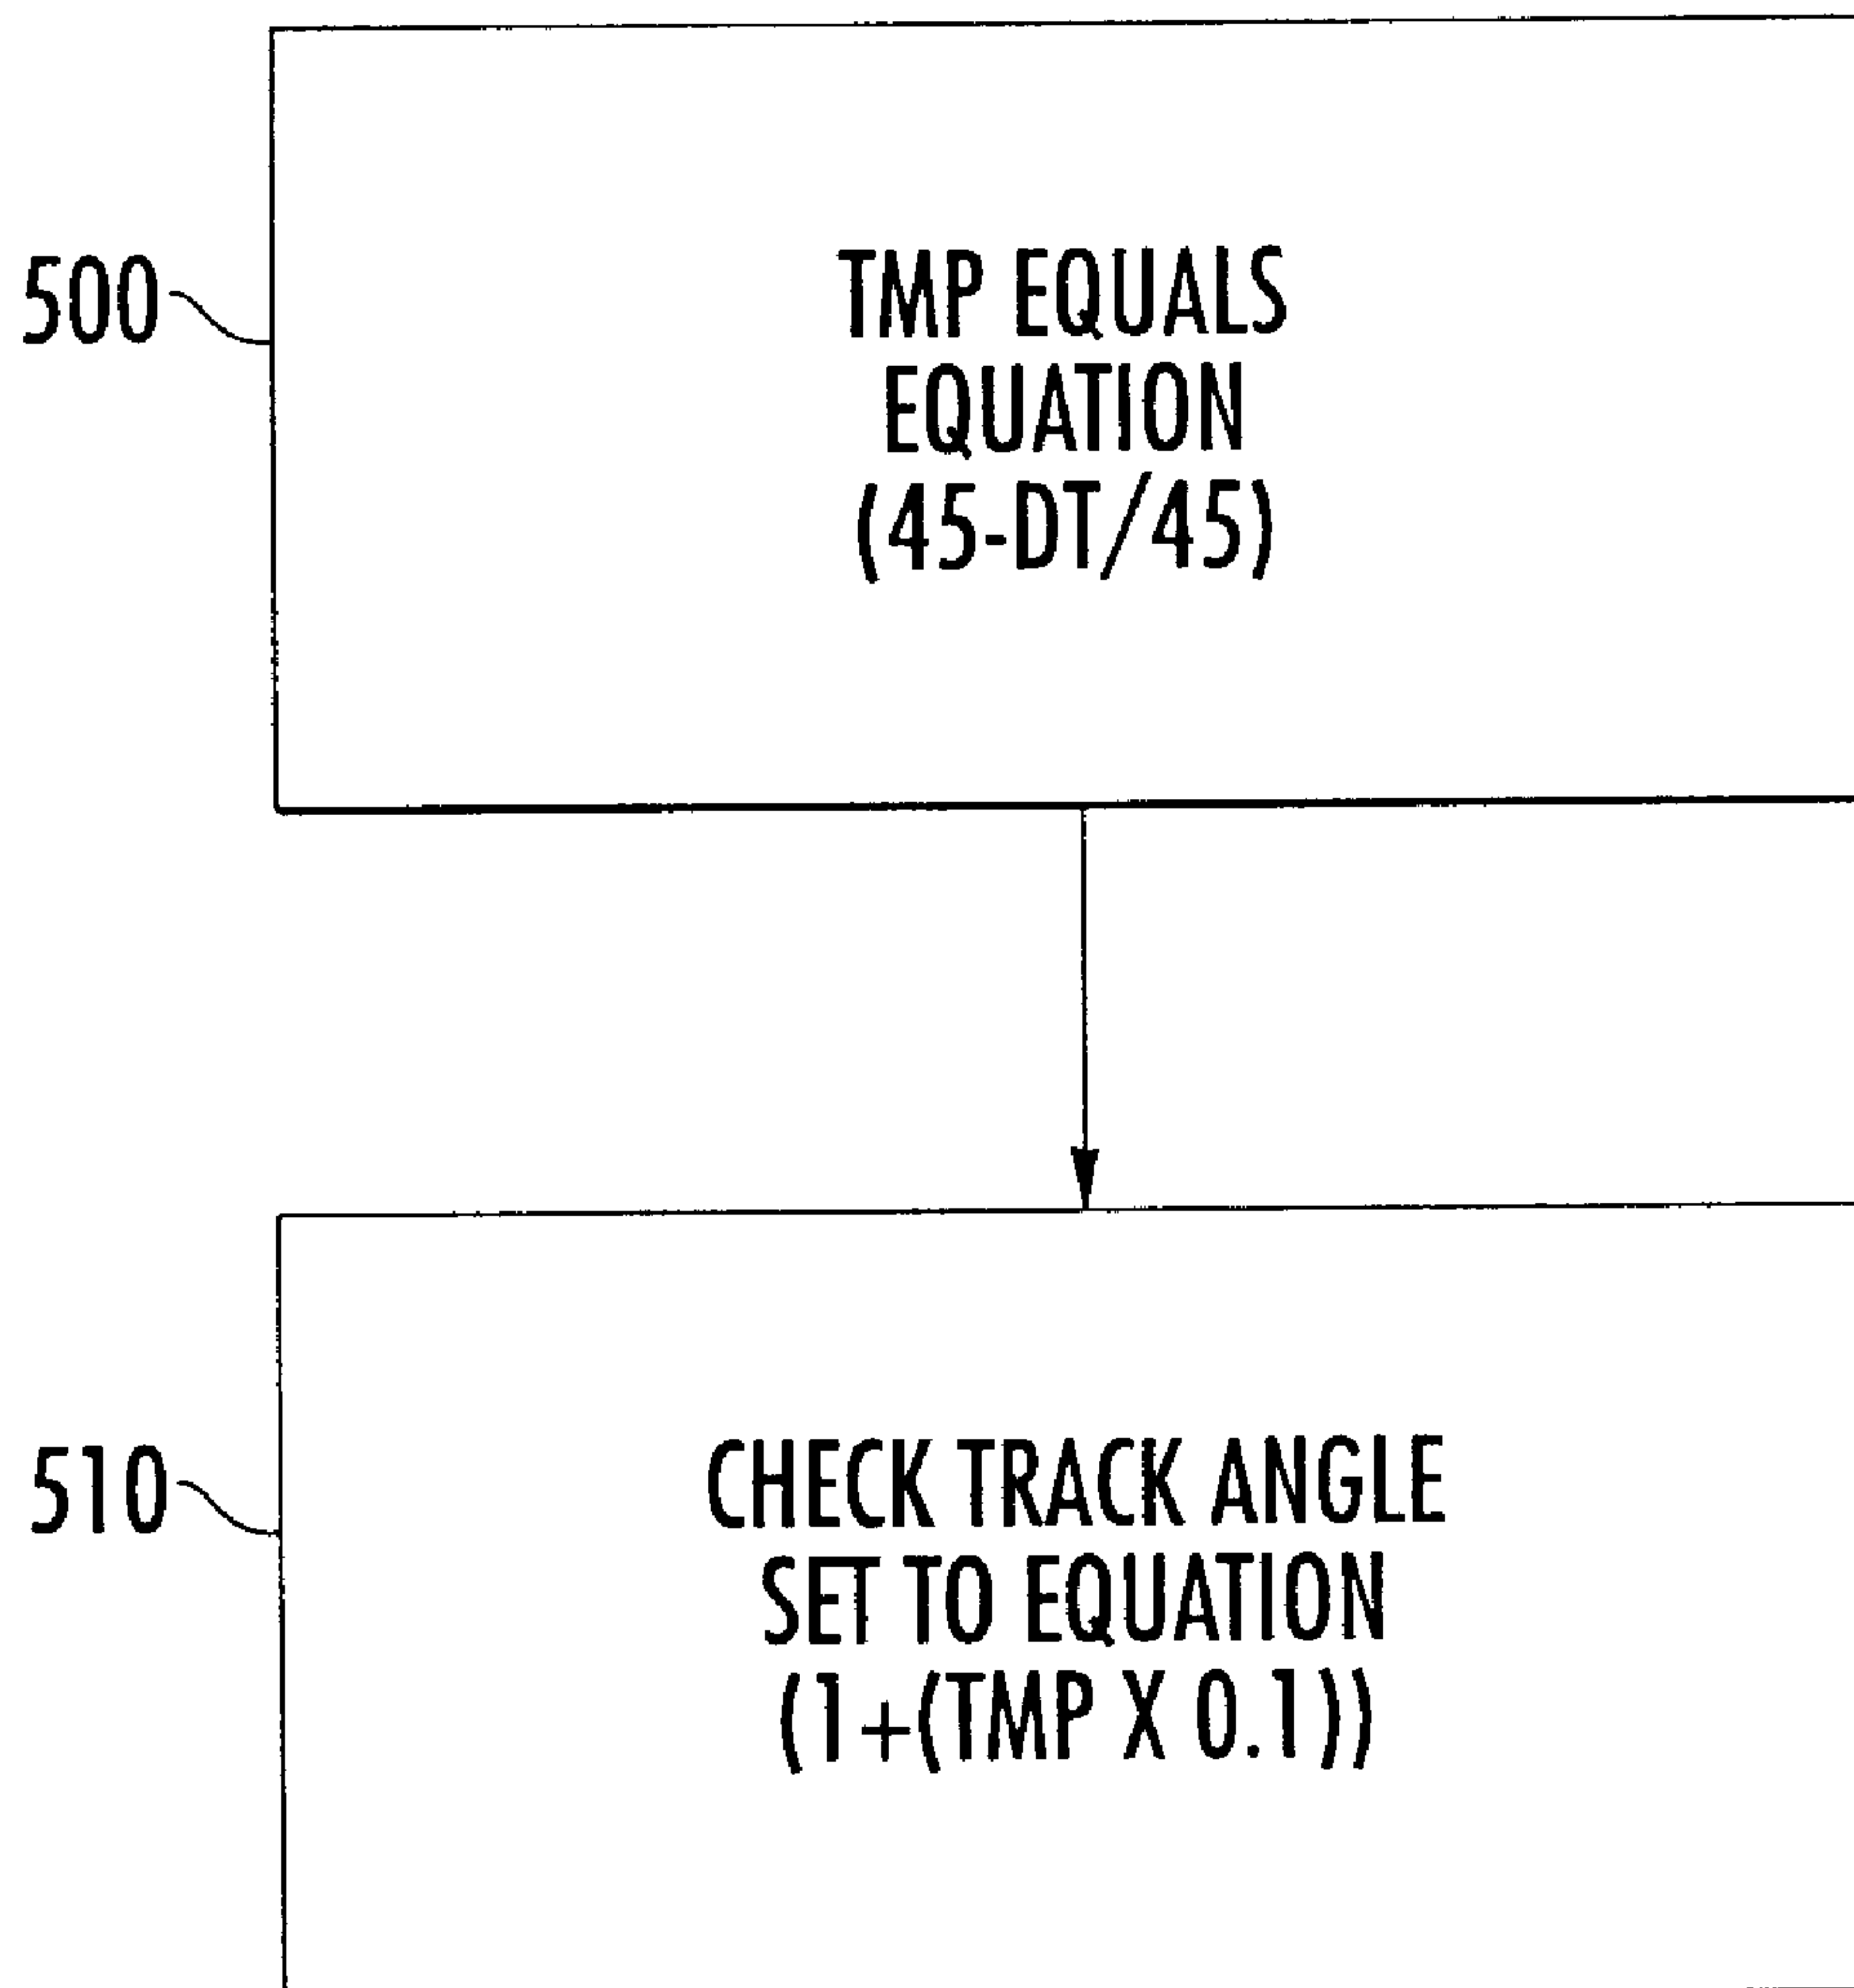 500
TMP EQUALS
EQUATION
(45-DT/45)
510
CHECK TRACK ANGLE
SET TO EQUATION
(1+(TMP X 0.1))